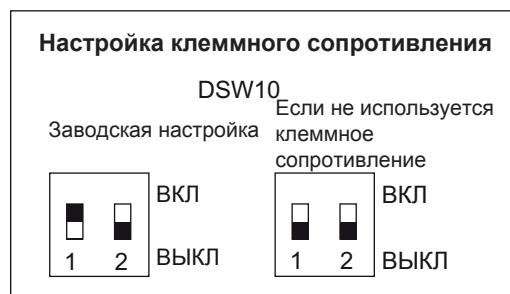 Настройка клеммного сопротивления
DSW10
Заводская настройка
ВКЛ
1 2
ВЫКЛ
Если не используется
клеммное
сопротивление
ВКЛ
1 2
ВЫКЛ